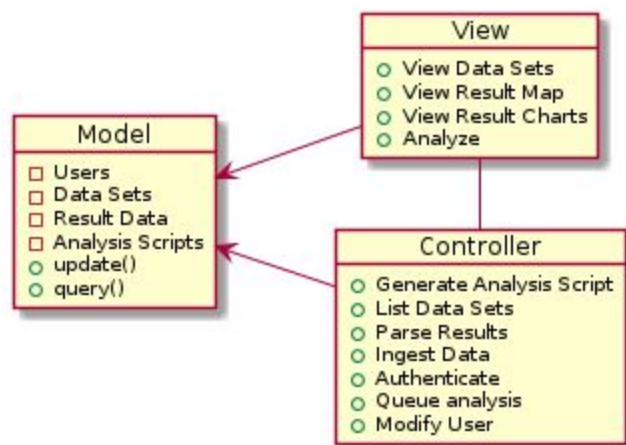 View
View Data Sets
View Result Map
View Result Charts
Analyze
Model
Users
Data Sets
Result Data
Analysis Scripts
update()
query()
Controller
Generate Analysis Script
List Data Sets
Parse Results
Ingest Data
Authenticate
Queue analysis
Modify User